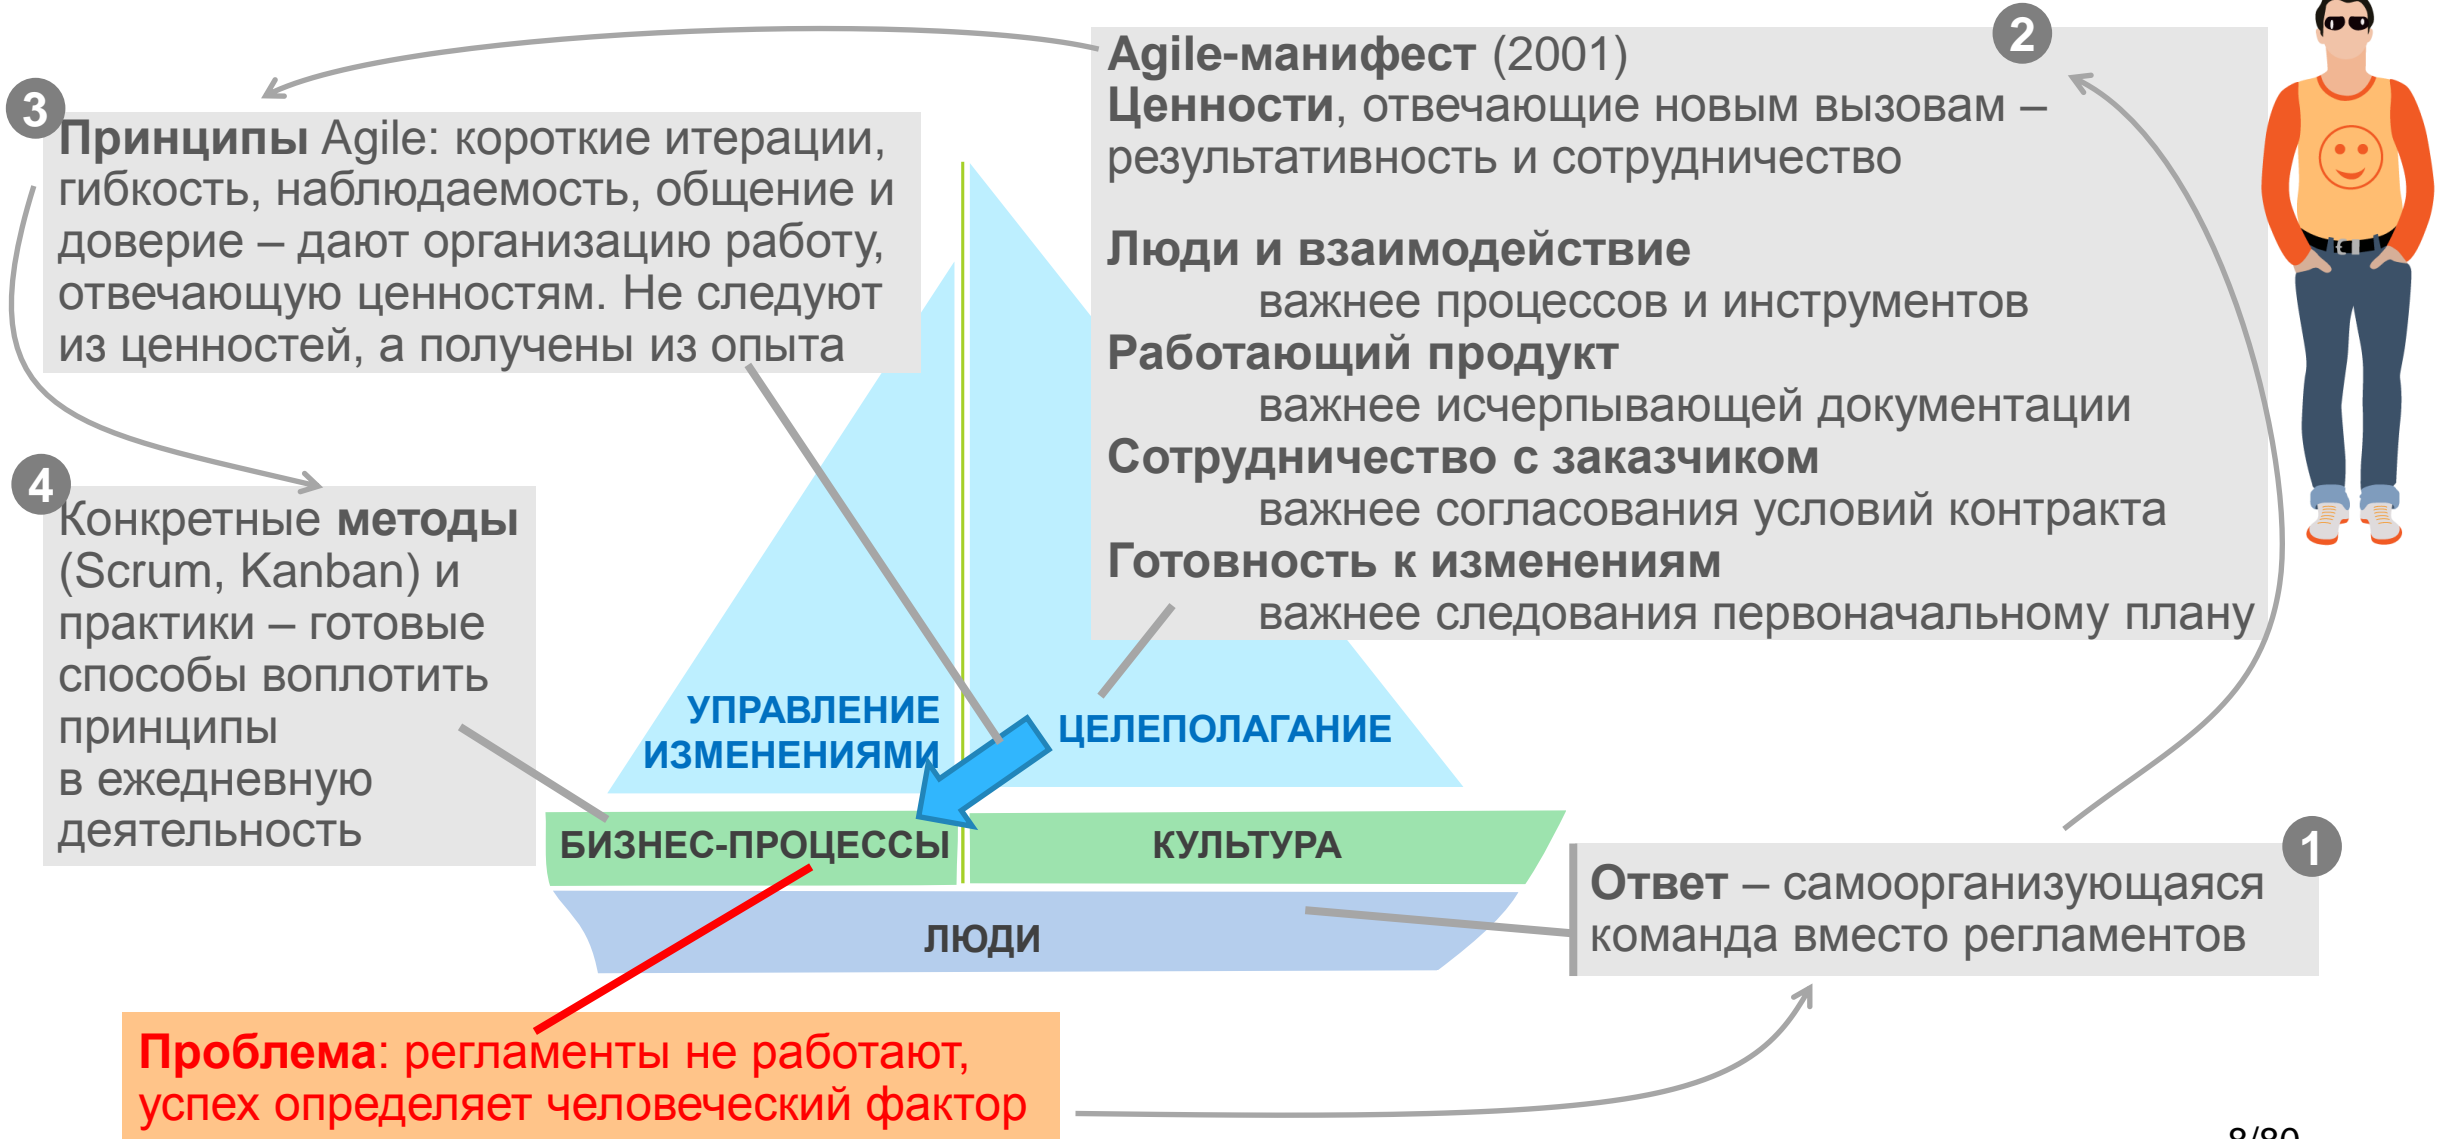 2
Agile-манифест (2001)
Ценности, отвечающие новым вызовам –
результативность и сотрудничество
Люди и взаимодействие
важнее процессов и инструментов
Работающий продукт
важнее исчерпывающей документации
Сотрудничество с заказчиком
важнее согласования условий контракта
Готовность к изменениям
важнее следования первоначальному плану
3
Принципы Agile: короткие итерации,
гибкость, наблюдаемость, общение и
доверие – дают организацию работу,
отвечающую ценностям. Не следуют
из ценностей, а получены из опыта
4
Конкретные методы
(Scrum, Kanban) и
практики – готовые
способы воплотить
принципы
в ежедневную
деятельность
УПРАВЛЕНИЕ
ИЗМЕНЕНИЯМИ
ЦЕЛЕПОЛАГАНИЕ
БИЗНЕС-ПРОЦЕССЫ
КУЛЬТУРА
ЛЮДИ
1
Ответ – самоорганизующаяся
команда вместо регламентов
Проблема: регламенты не работают,
успех определяет человеческий фактор
8/80